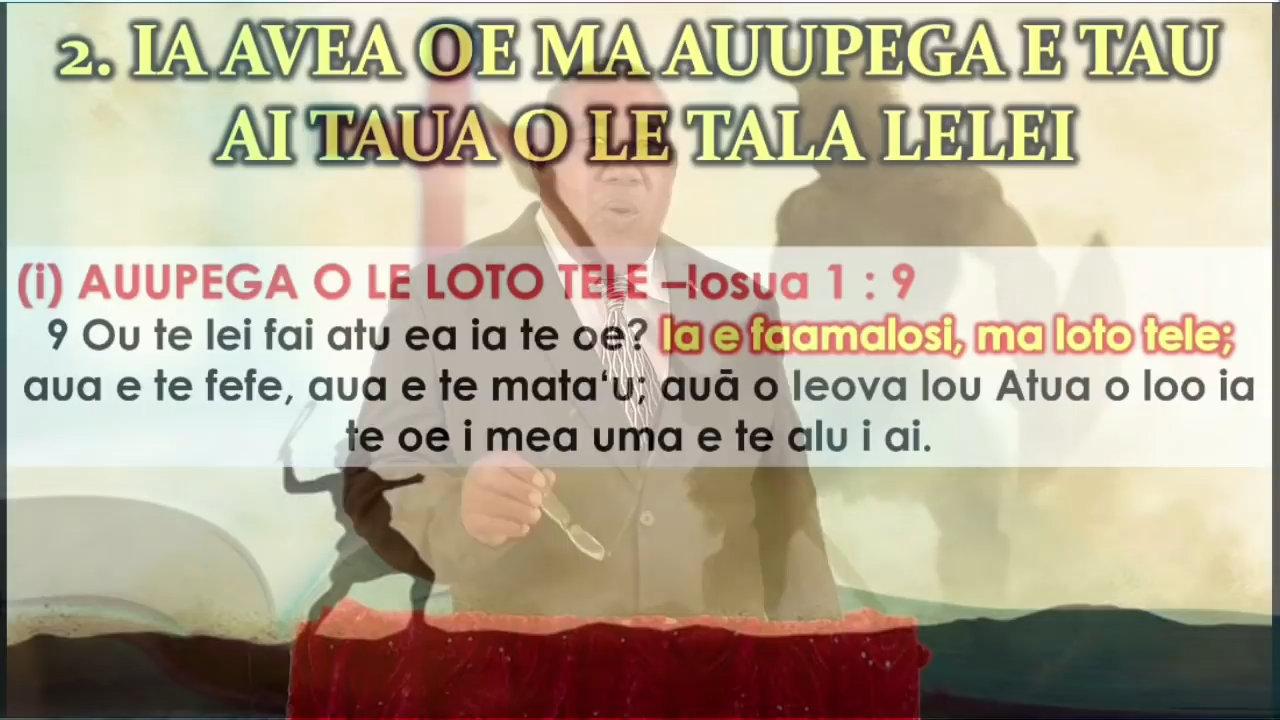 2. IA AVEA OE MA AUUPEGA E TAU
AI TAUA O LE TALA LELEI
(i) AUUPEGA O LE LOTO TELE –Iosua 1 : 9
9 Ou te lei fai atu ea ia te oe? Ia e faamalosi, ma loto tele;
aua e te fefe, aua e te mata‘u; auā o Ieova lou Atua o loo ia
te oe i mea uma e te alu i ai.